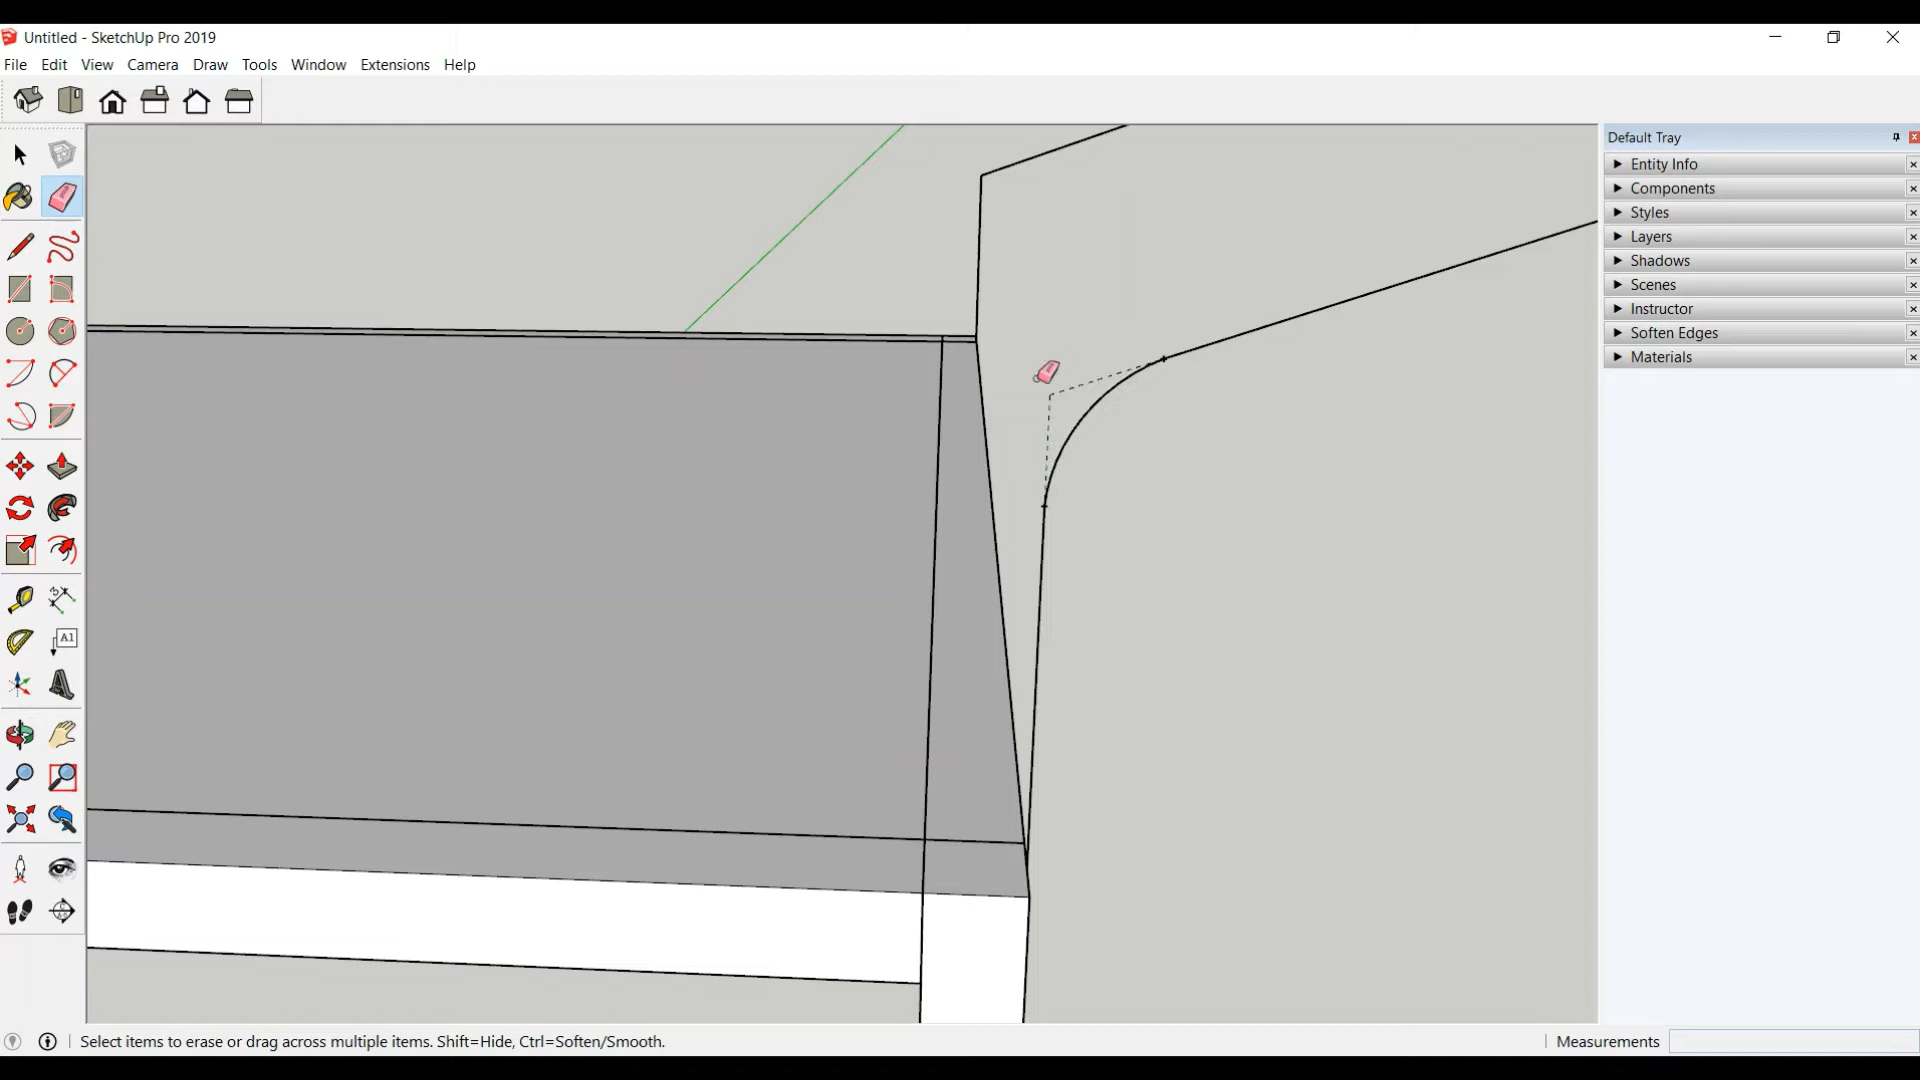 Untitled - SketchUp Pro 2019
File Edit View Camera Draw Tools Window Extensions Help
Default Tray
Entity Info
Components
Styles
Layers
Shadows
Scenes
Instructor
Soften Edges
Materials
A1
Select items to erase or drag across multiple items. Shift=Hide, Ctrl=Soften/Smooth.
Measurements